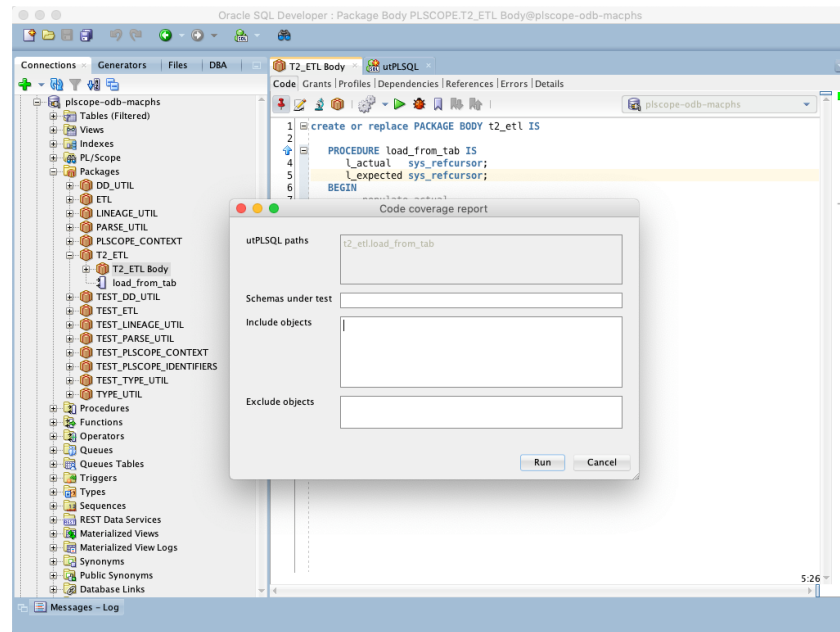 Oracle SQL Developer : Package Body PLSCOPE.T2_ETL Body@plscope-odb-macphs
Connections Generators Files DBA
plscope-odb-macphs
Tables (Filtered)
Views
Indexes
PL/Scope
Packages
DD_UTIL
ETL
LINEAGE_UTIL
PARSE_UTIL
PLSCOPE_CONTEXT
T2_ETL
T2_ETL Body
load_from_tab
TEST_DD_UTIL
TEST_ETL
TEST_LINEAGE_UTIL
TEST_PARSE_UTIL
TEST_PLSCOPE_CONTEXT
TEST_PLSCOPE_IDENTIFIERS
TEST_TYPE_UTIL
TYPE_UTIL
Procedures
Functions
Operators
Queues
Queues Tables
Triggers
Types
Sequences
REST Data Services
Materialized Views
Materialized View Logs
Synonyms
Public Synonyms
Database Links
T2_ETL Body utPLSQL
Code Grants Profiles Dependencies References Errors Details
plscope-odb-macphs
1 create or replace PACKAGE BODY t2_etl IS
2
PROCEDURE load_from_tab IS
4 l_actual sys_refcursor;
5 l_expected sys_refcursor;
6 BEGIN
Code coverage report
utPLSQL paths
t2_etl.load_from_tab
Schemas under test
Include objects
Exclude objects
Run Cancel
5:26
Messages - Log